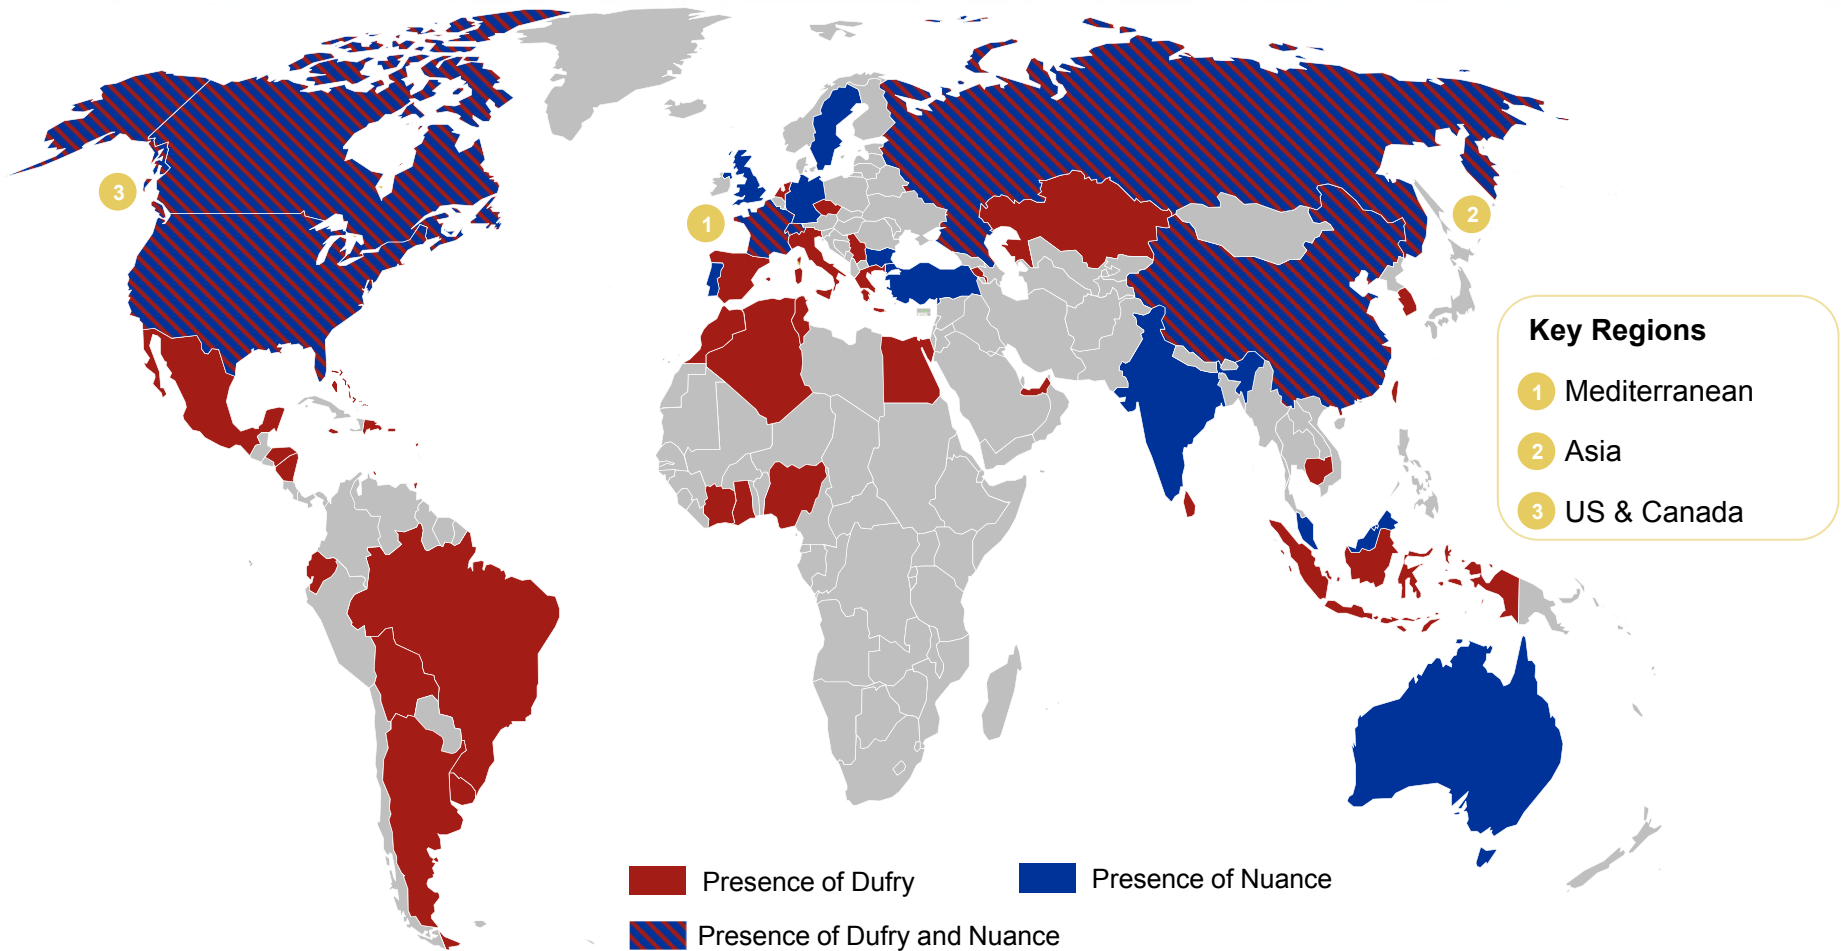 3
1
2
Key Regions
1 Mediterranean
2 Asia
3 US & Canada
Presence of Dufry
Presence of Nuance
Presence of Dufry and Nuance